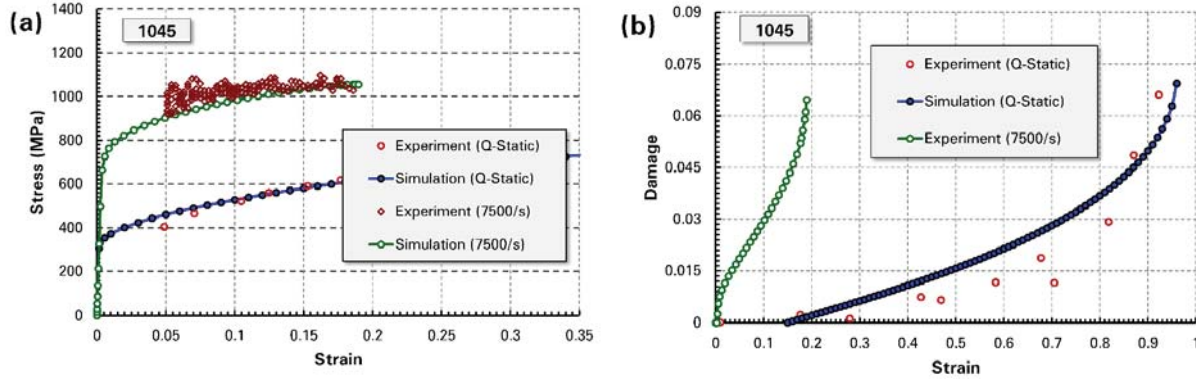 (a)
1045
Stress (MPa)
1400
1200
1000
800
600
400
200
0
Experiment (Q-Static)
Simulation (Q-Static)
Experiment (7500/s)
Simulation (7500/s)
0 0.05 0.1 0.15 0.2 0.25 0.3 0.35
Strain
(b)
1045
Damage
0.09
0.075
0.06
0.045
0.03
0.015
0
Experiment (Q-Static)
Simulation (Q-Static)
Experiment (7500/s)
0 0.1 0.2 0.3 0.4 0.5 0.6 0.7 0.8 0.9 1
Strain